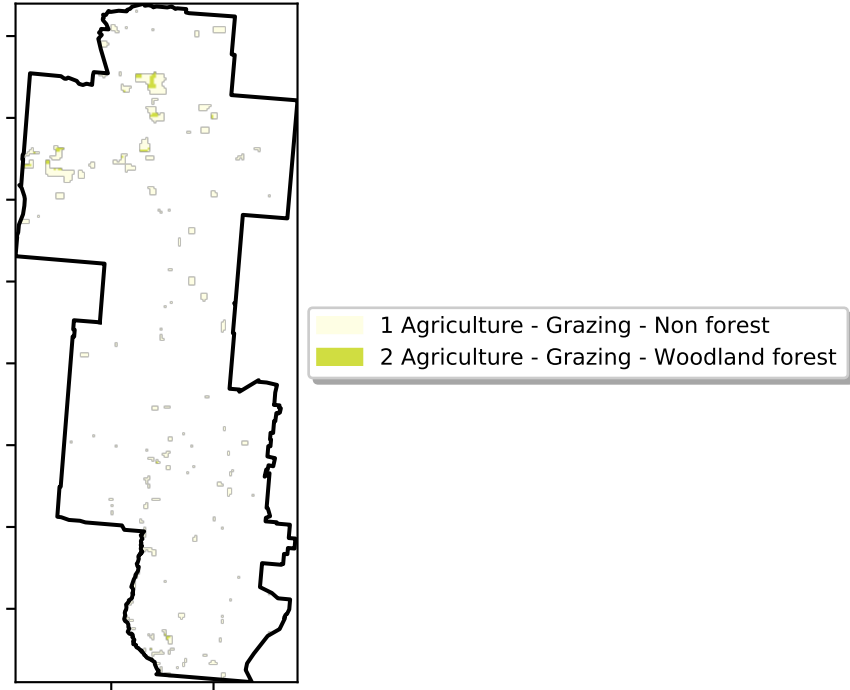 1 Agriculture - Grazing - Non forest
2 Agriculture - Grazing - Woodland forest